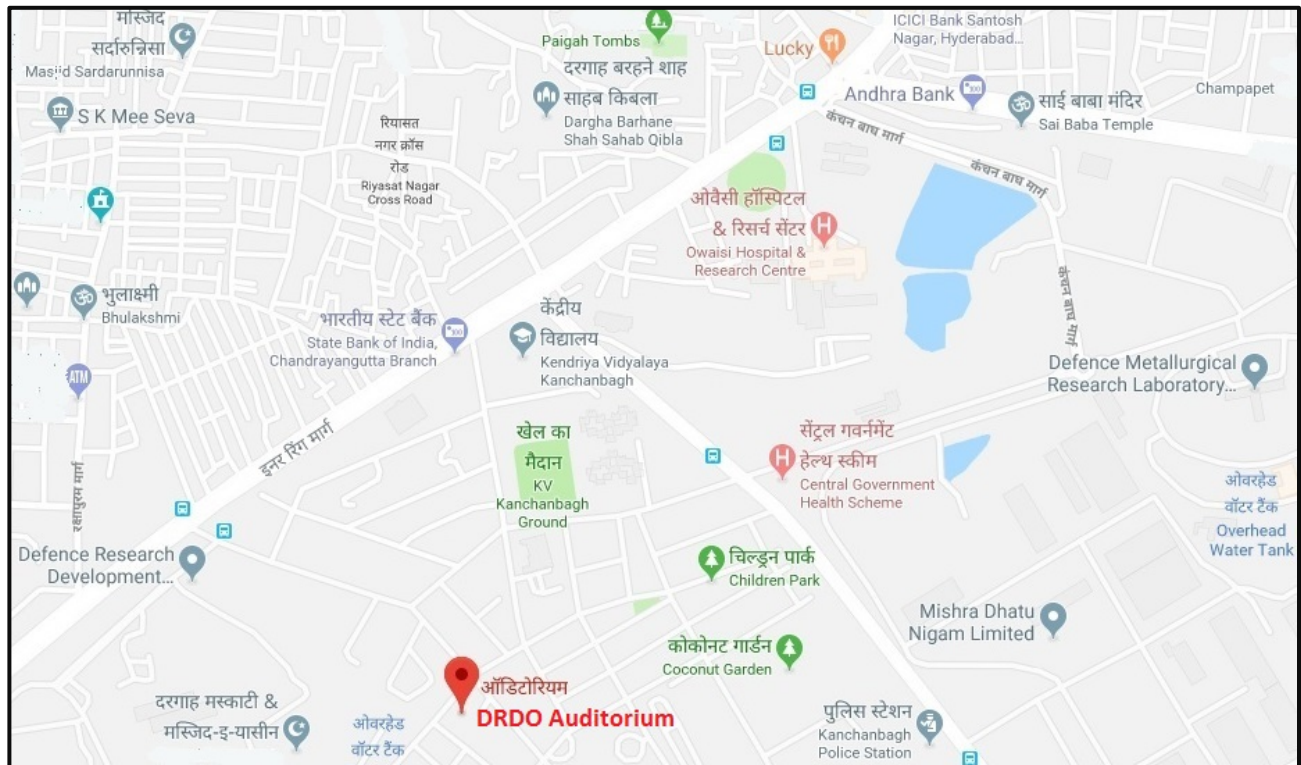 मस्जिद
सर्दारुन्निसा
Masjid Sardarunnisa
S K Mee Seva
Paigah Tombs
दरगाह बरहने शाह
साहब किबला
Dargha Barhane
Shah Sahab Qibla
Lucky
ICICI Bank Santosh
Nagar, Hyderabad...
Andhra Bank
साई बाबा मंदिर
Sai Baba Temple
Champapet
रियासत
नगर क्रॉस
रोड
Riyasat Nagar
Cross Road
कंचन बाघ मार्ग
कंचन बाघ मार्ग
कंचन बाघ मार्ग
ओवैसी हॉस्पिटल
& रिसर्च सेंटर
Owaisi Hospital &
Research Centre
भुलाक्ष्मी
Bhulakshmi
भारतीय स्टेट बैंक
State Bank of India,
Chandrayangutta Branch
केंद्रीय
विद्यालय
Kendriya Vidyalaya
Kanchanbagh
Defence Metallurgical
Research Laboratory...
ATM
इनर रिंग मार्ग
रक्षापुरम मार्ग
खेल का
मैदान
KV
Kanchanbagh
Ground
सेंट्रल गवर्नमेंट
हेल्थ स्कीम
Central Government
Health Scheme
ओवरहेड
वॉटर टैंक
Overhead
Water Tank
Defence Research
Development...
चिल्ड्रन पार्क
Children Park
Mishra Dhatu
Nigam Limited
कोकोनट गार्डन
Coconut Garden
ऑडिटोरियम
DRDO Auditorium
दरगाह मस्काटी &
मस्जिद-इ-यासीन
ओवरहेड
वॉटर टैंक
पुलिस स्टेशन
Kanchanbagh
Police Station